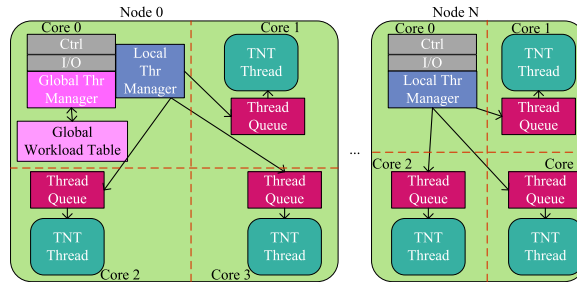 Node 0
Node N
Core 0
Core 1
Ctrl
I/O
Global Thr
Manager
Local
Thr
Manager
TNT
Thread
Thread
Queue
Global
Workload Table
Thread
Queue
TNT
Thread
Core 2
Thread
Queue
TNT
Thread
Core 3
...
Core 0
Core 1
Ctrl
I/O
Local Thr
Manager
TNT
Thread
Thread
Queue
Core 2
Core
Thread
Queue
TNT
Thread
Thread
Queue
TNT
Thread